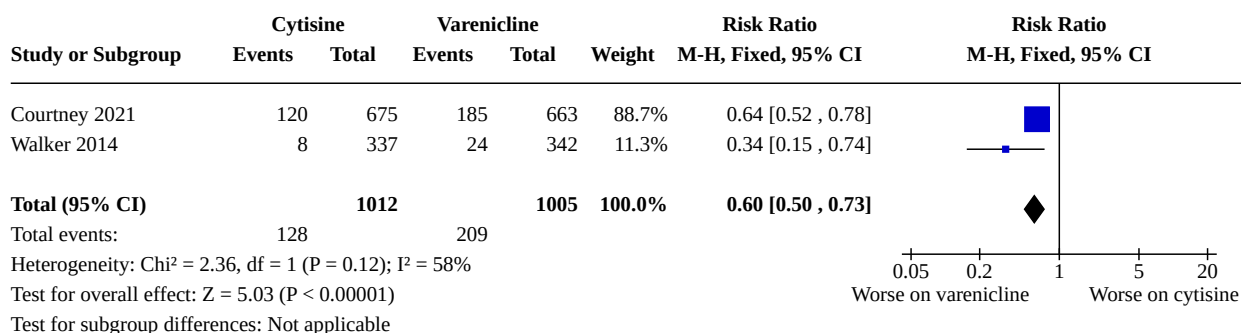 Cytisine Varenicline Risk Ratio Risk Ratio
Study or Subgroup Events Total Events Total Weight M-H, Fixed, 95% CI M-H, Fixed, 95% CI
Courtney 2021 120 675 185 663 88.7% 0.64 [0.52 , 0.78]
Walker 2014 8 337 24 342 11.3% 0.34 [0.15 , 0.74]
Total (95% CI) 1012 1005 100.0% 0.60 [0.50 , 0.73]
Total events: 128 209
Heterogeneity: Chi² = 2.36, df = 1 (P = 0.12); I² = 58%
0.05 0.2 1 5 20
Test for overall effect: Z = 5.03 (P < 0.00001)
Worse on varenicline Worse on cytisine
Test for subgroup differences: Not applicable